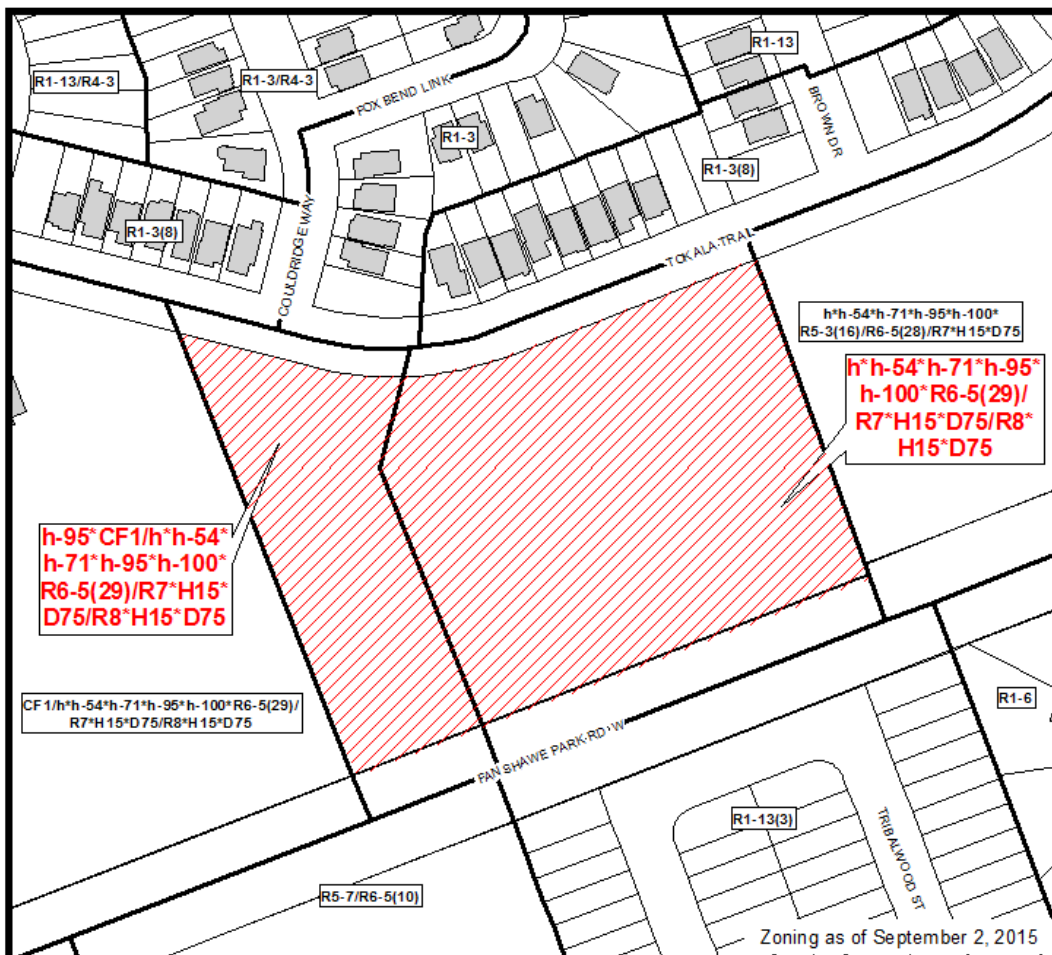 R1-13
R1-13/R4-3
R1-3/R4-3
FOX BEND LINK
BROWN DR
R1-3
R1-3(8)
COULDRIDGE WAY
R1-3(8)
TOKALA TRAIL
h*h-54*h-71*h-95*h-100*
R5-3(16)/R6-5(28)/R7*H15*D75
h*h-54*h-71*h-95*
h-100*R6-5(29)/
R7*H15*D75/R8*
H15*D75
h-95*CF1/h*h-54*
h-71*h-95*h-100*
R6-5(29)/R7*H15*
D75/R8*H15*D75
CF1/h*h-54*h-71*h-95*h-100*R6-5(29)/
R7*H15*D75/R8*H15*D75
R1-6
FANSHAWE PARK RD W
R1-13(3)
TRIBALWOOD ST
R5-7/R6-5(10)
Zoning as of September 2, 2015